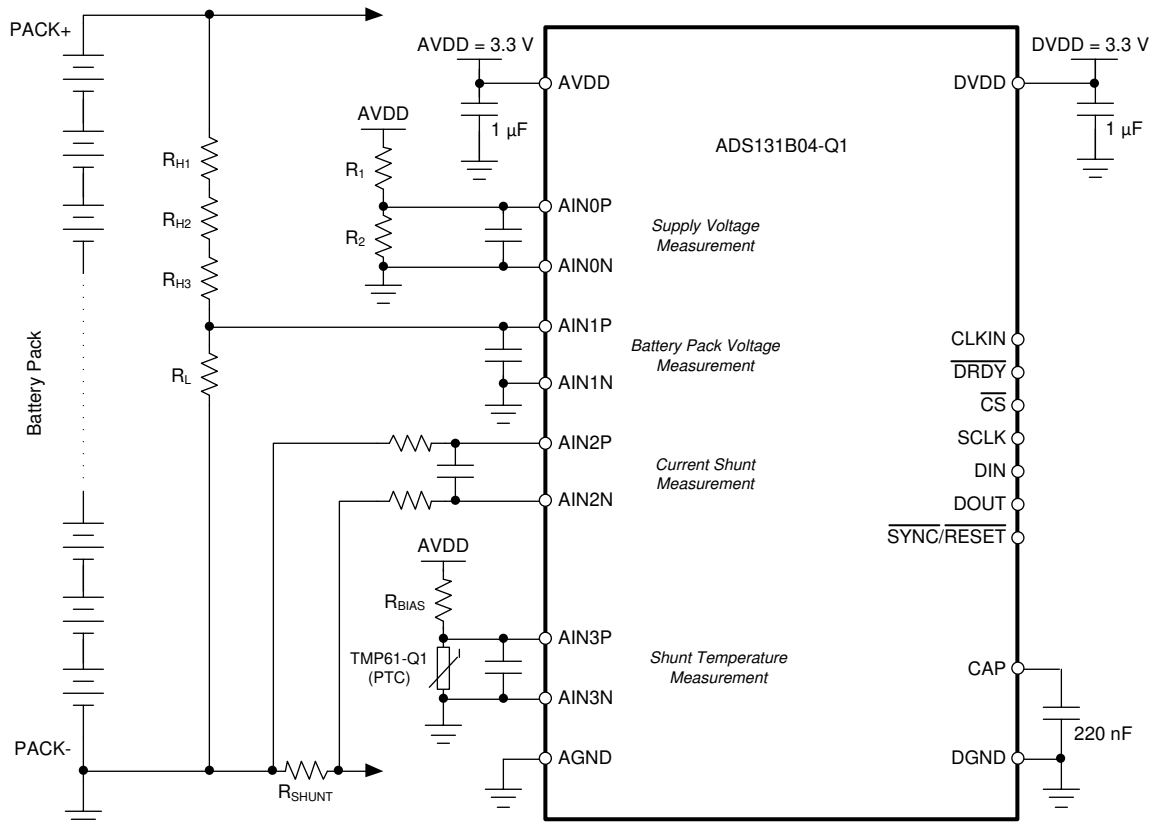 PACK+
AVDD = 3.3 V
DVDD = 3.3 V
AVDD
DVDD
1 µF
1 µF
ADS131B04-Q1
AVDD
RH1
R1
AIN0P
RH2
R2
Supply Voltage
Measurement
RH3
AIN0N
AIN1P
Battery Pack Voltage
Measurement
CLKIN
RL
AIN1N
DRDY
Battery Pack
CS
AIN2P
SCLK
Current Shunt
Measurement
DIN
AIN2N
DOUT
SYNC/RESET
AVDD
RBIAS
AIN3P
TMP61-Q1
(PTC)
Shunt Temperature
Measurement
CAP
AIN3N
220 nF
PACK-
AGND
DGND
RSHUNT